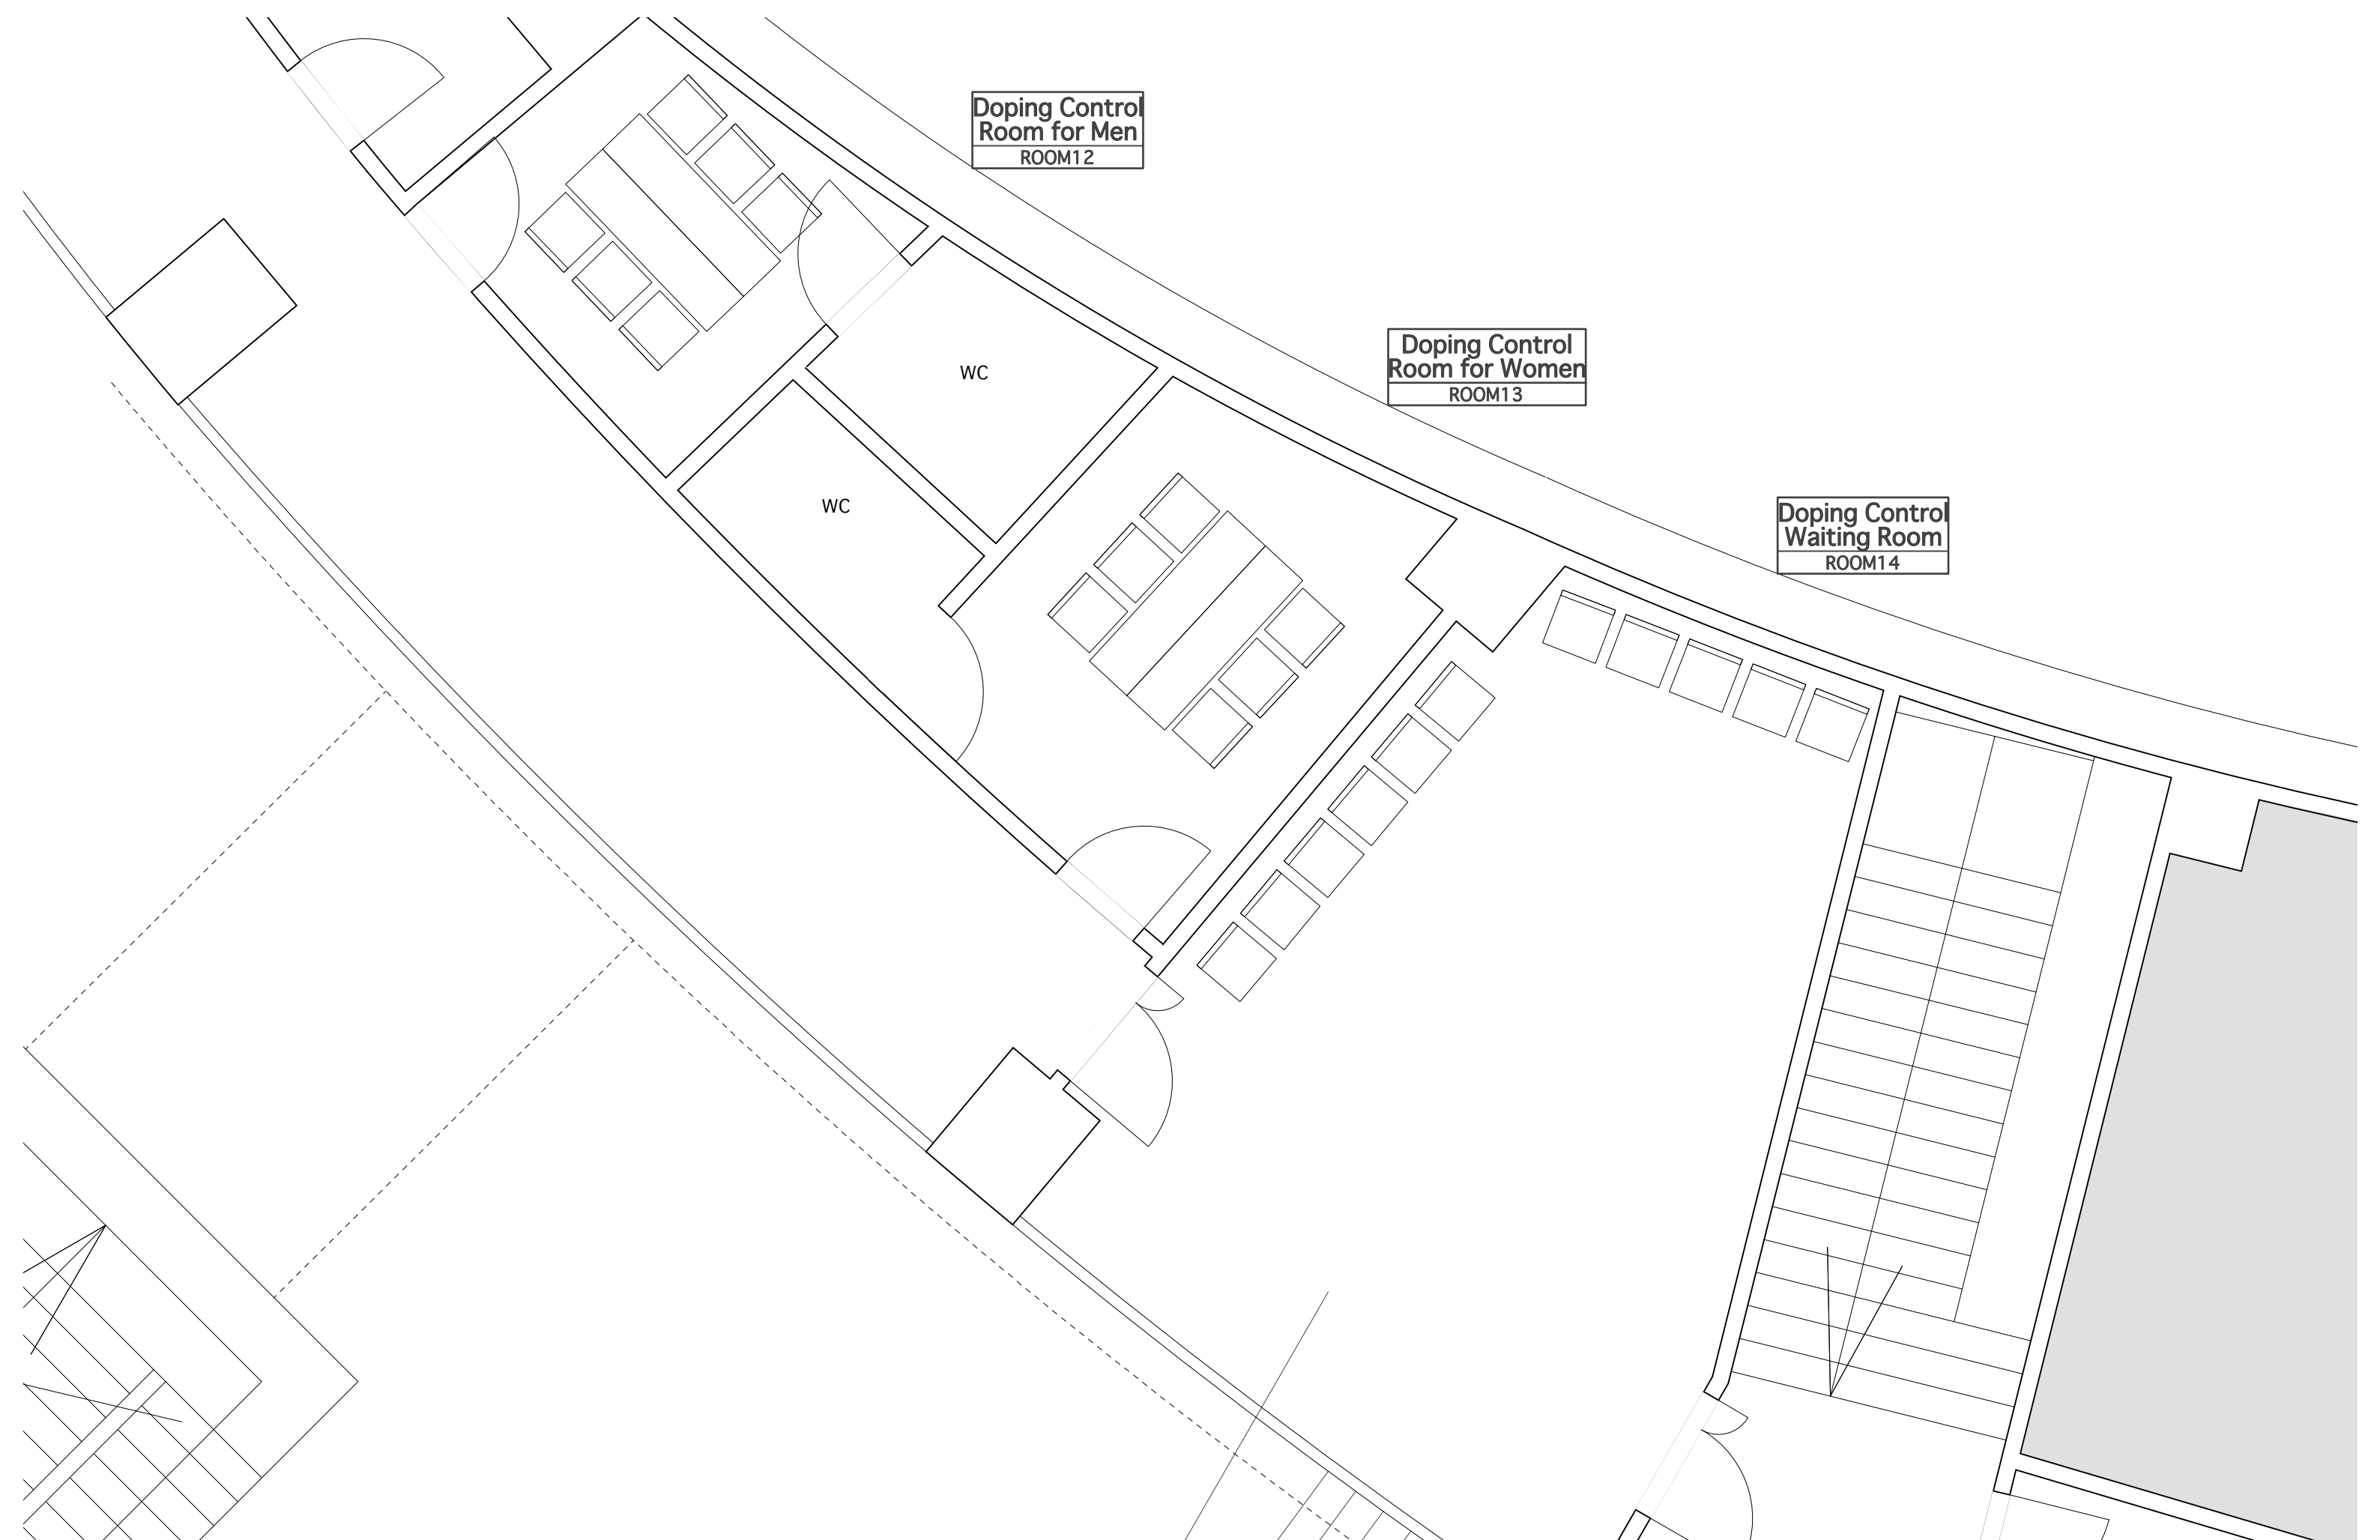 Doping Control
Room for Men
ROOM12
Doping Control
Room for Women
ROOM13
WC
WC
Doping Control
Waiting Room
ROOM14